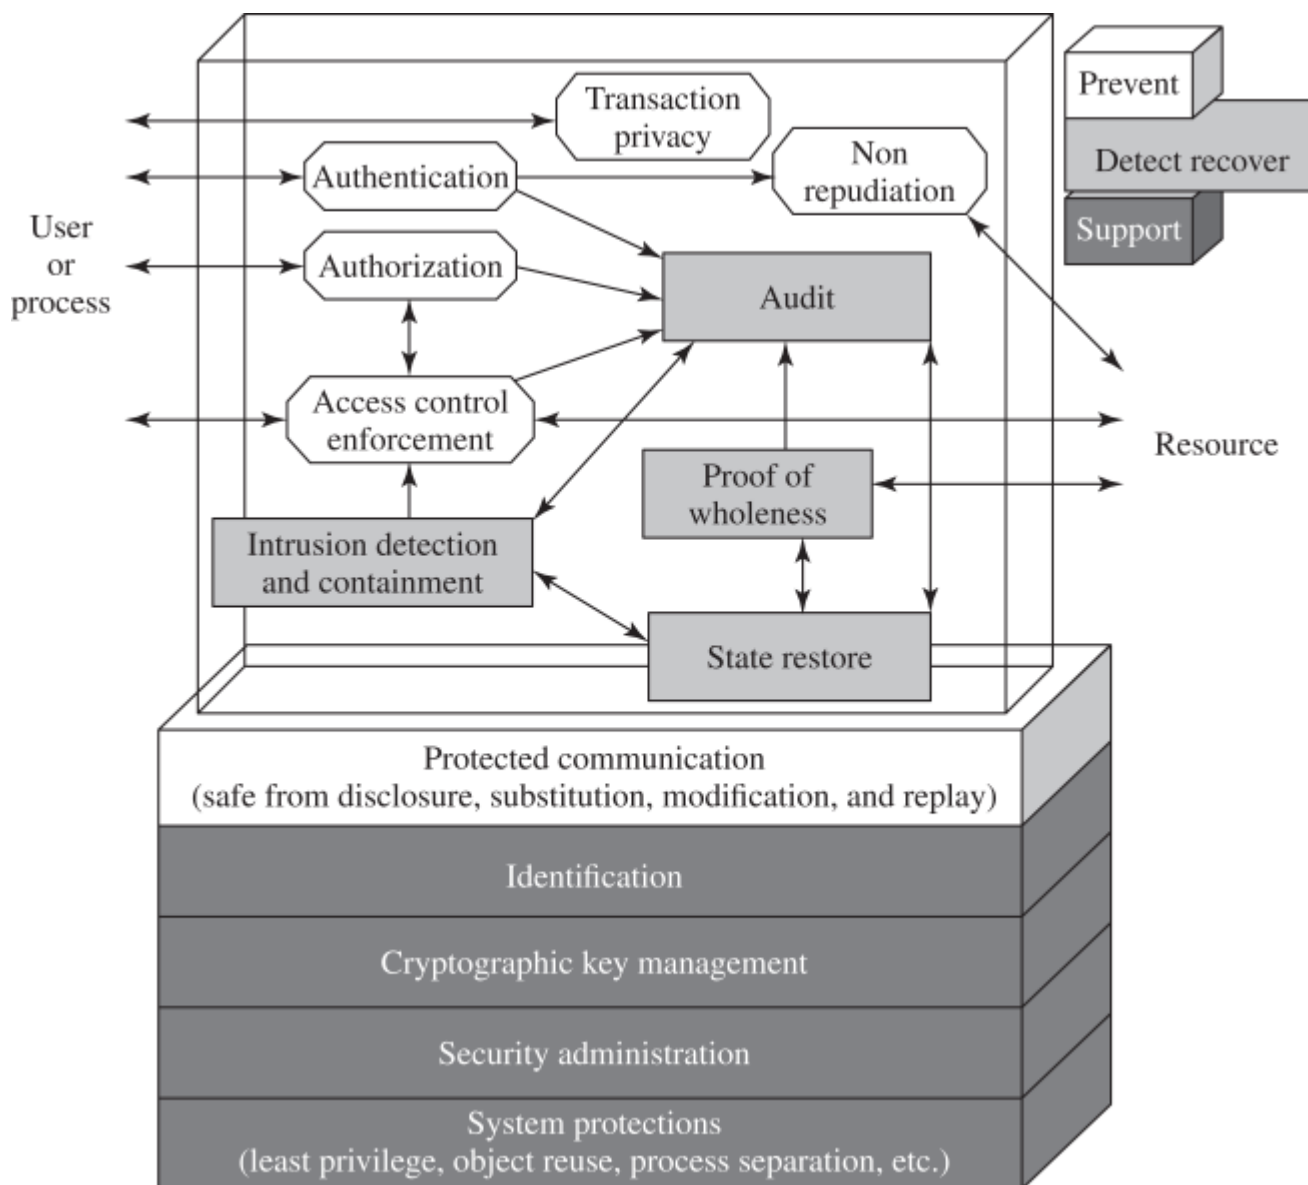 Transaction
privacy
Prevent
Non
repudiation
Detect recover
Authentication
Support
User
or
process
Authorization
Audit
Access control
enforcement
Resource
Proof of
wholeness
Intrusion detection
and containment
State restore
Protected communication
(safe from disclosure, substitution, modification, and replay)
Identification
Cryptographic key management
Security administration
System protections
(least privilege, object reuse, process separation, etc.)